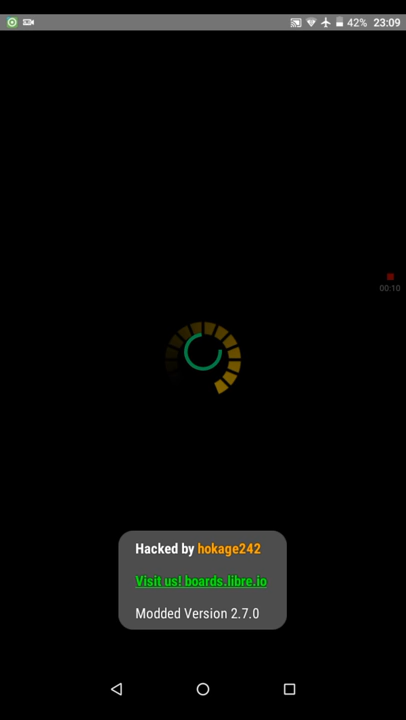 42% 23:09
00:10
Hacked by hokage242
Visit us! boards.libre.io
Modded Version 2.7.0